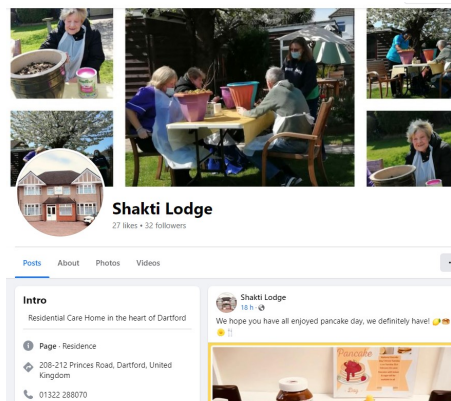 Shakti Lodge
27 likes • 32 followers
Posts About Photos Videos
Intro
Residential Care Home in the heart of Dartford
Page · Residence
208-212 Princes Road, Dartford, United
Kingdom
01322 288070
Shakti Lodge
18 h ·
We hope you have all enjoyed pancake day, we definitely have!
Pancake
Day